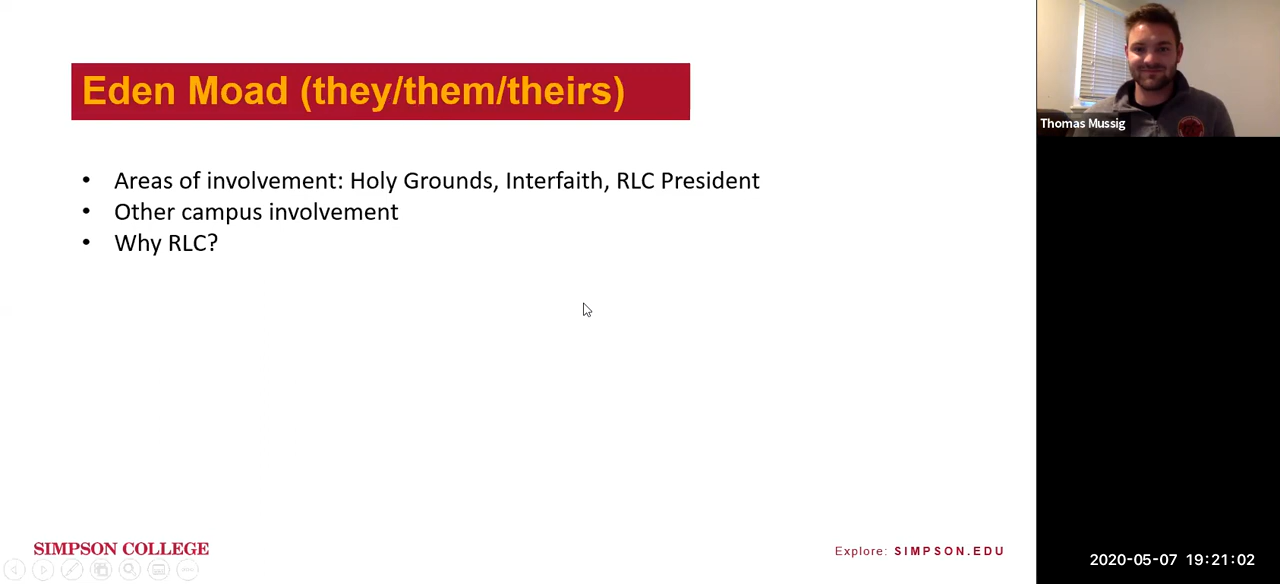 Eden Moad (they/them/theirs)
Thomas Mussig
• Areas of involvement: Holy Grounds, Interfaith, RLC President
• Other campus involvement
• Why RLC?
SIMPSON COLLEGE
Explore: SIMPSON.EDU
2020-05-07 19:21:02